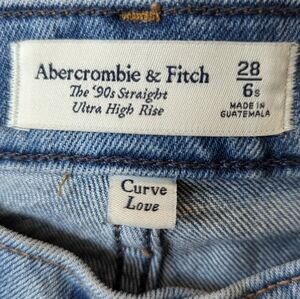 Abercrombie & Fitch
The '90s Straight
Ultra High Rise
28
6s
MADE IN
GUATEMALA
Curve
Love